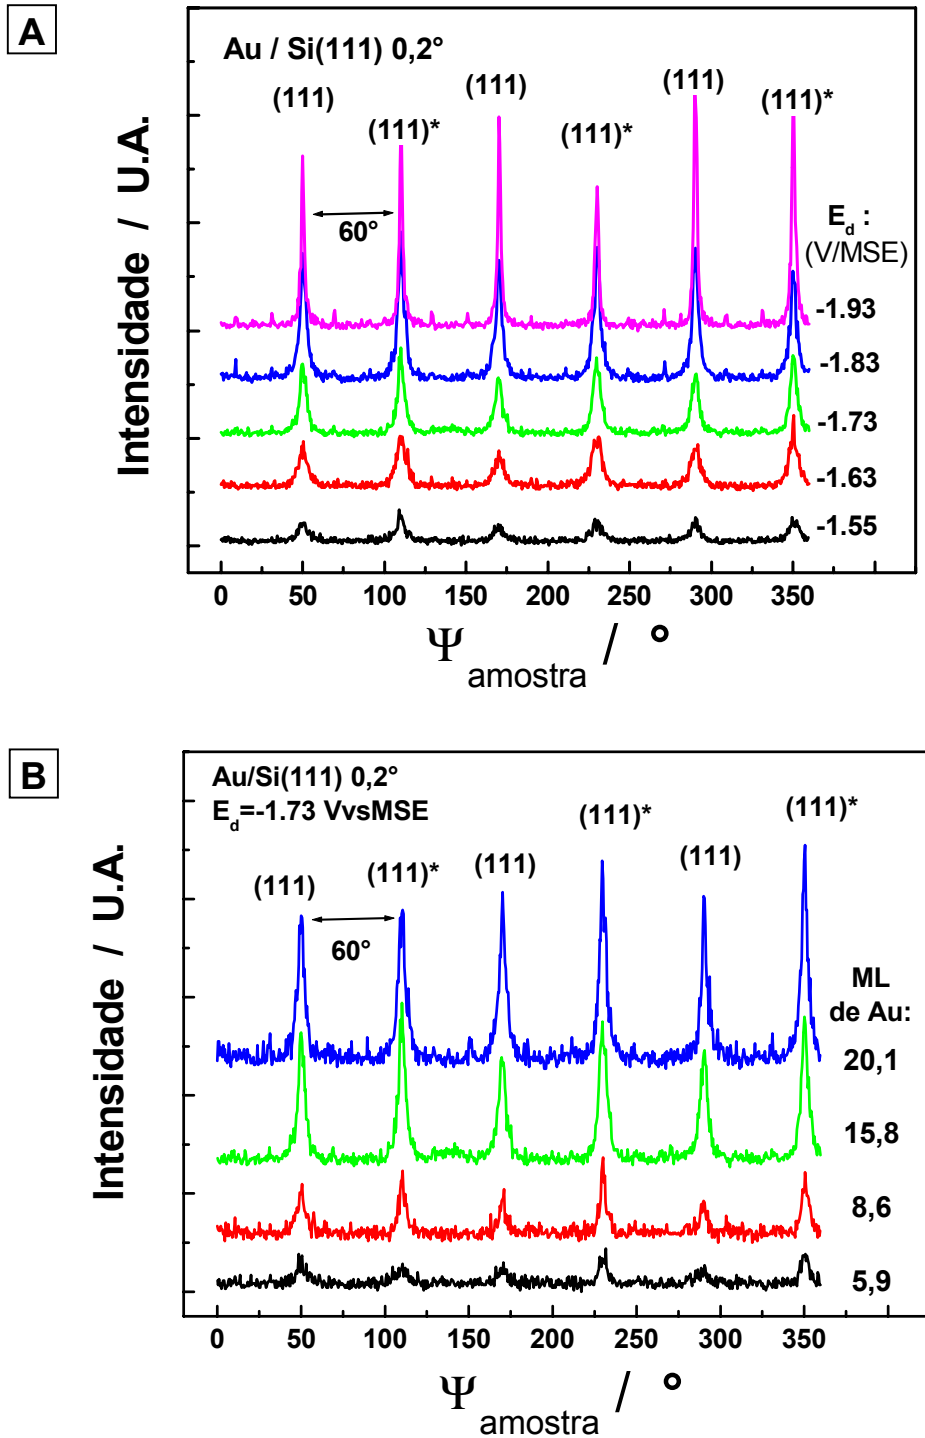 A
Au / Si(111) 0,2°
(111)
(111)*
(111)
(111)*
(111)
(111)*
60°
E_d :
(V/MSE)
-1.93
-1.83
-1.73
-1.63
-1.55
Intensidade / U.A.
0 50 100 150 200 250 300 350
Ψ_amostra / °
B
Au/Si(111) 0,2°
E_d=-1.73 VvsMSE
(111)
(111)*
(111)
(111)*
(111)
(111)*
60°
ML
de Au:
20,1
15,8
8,6
5,9
Intensidade / U.A.
0 50 100 150 200 250 300 350
Ψ_amostra / °